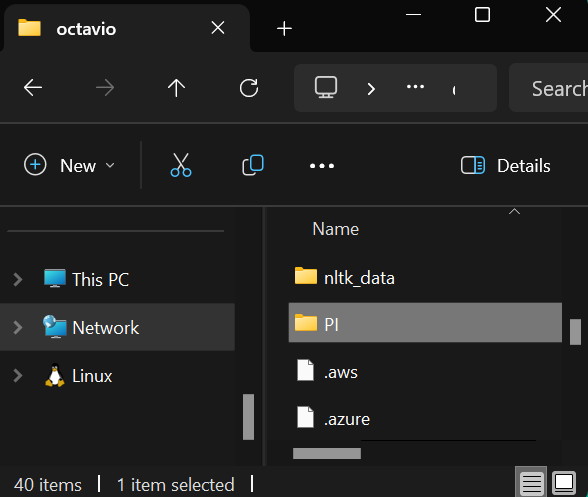 octavio
Search
New
Details
Name
This PC
Network
Linux
nltk_data
PI
.aws
.azure
40 items
1 item selected